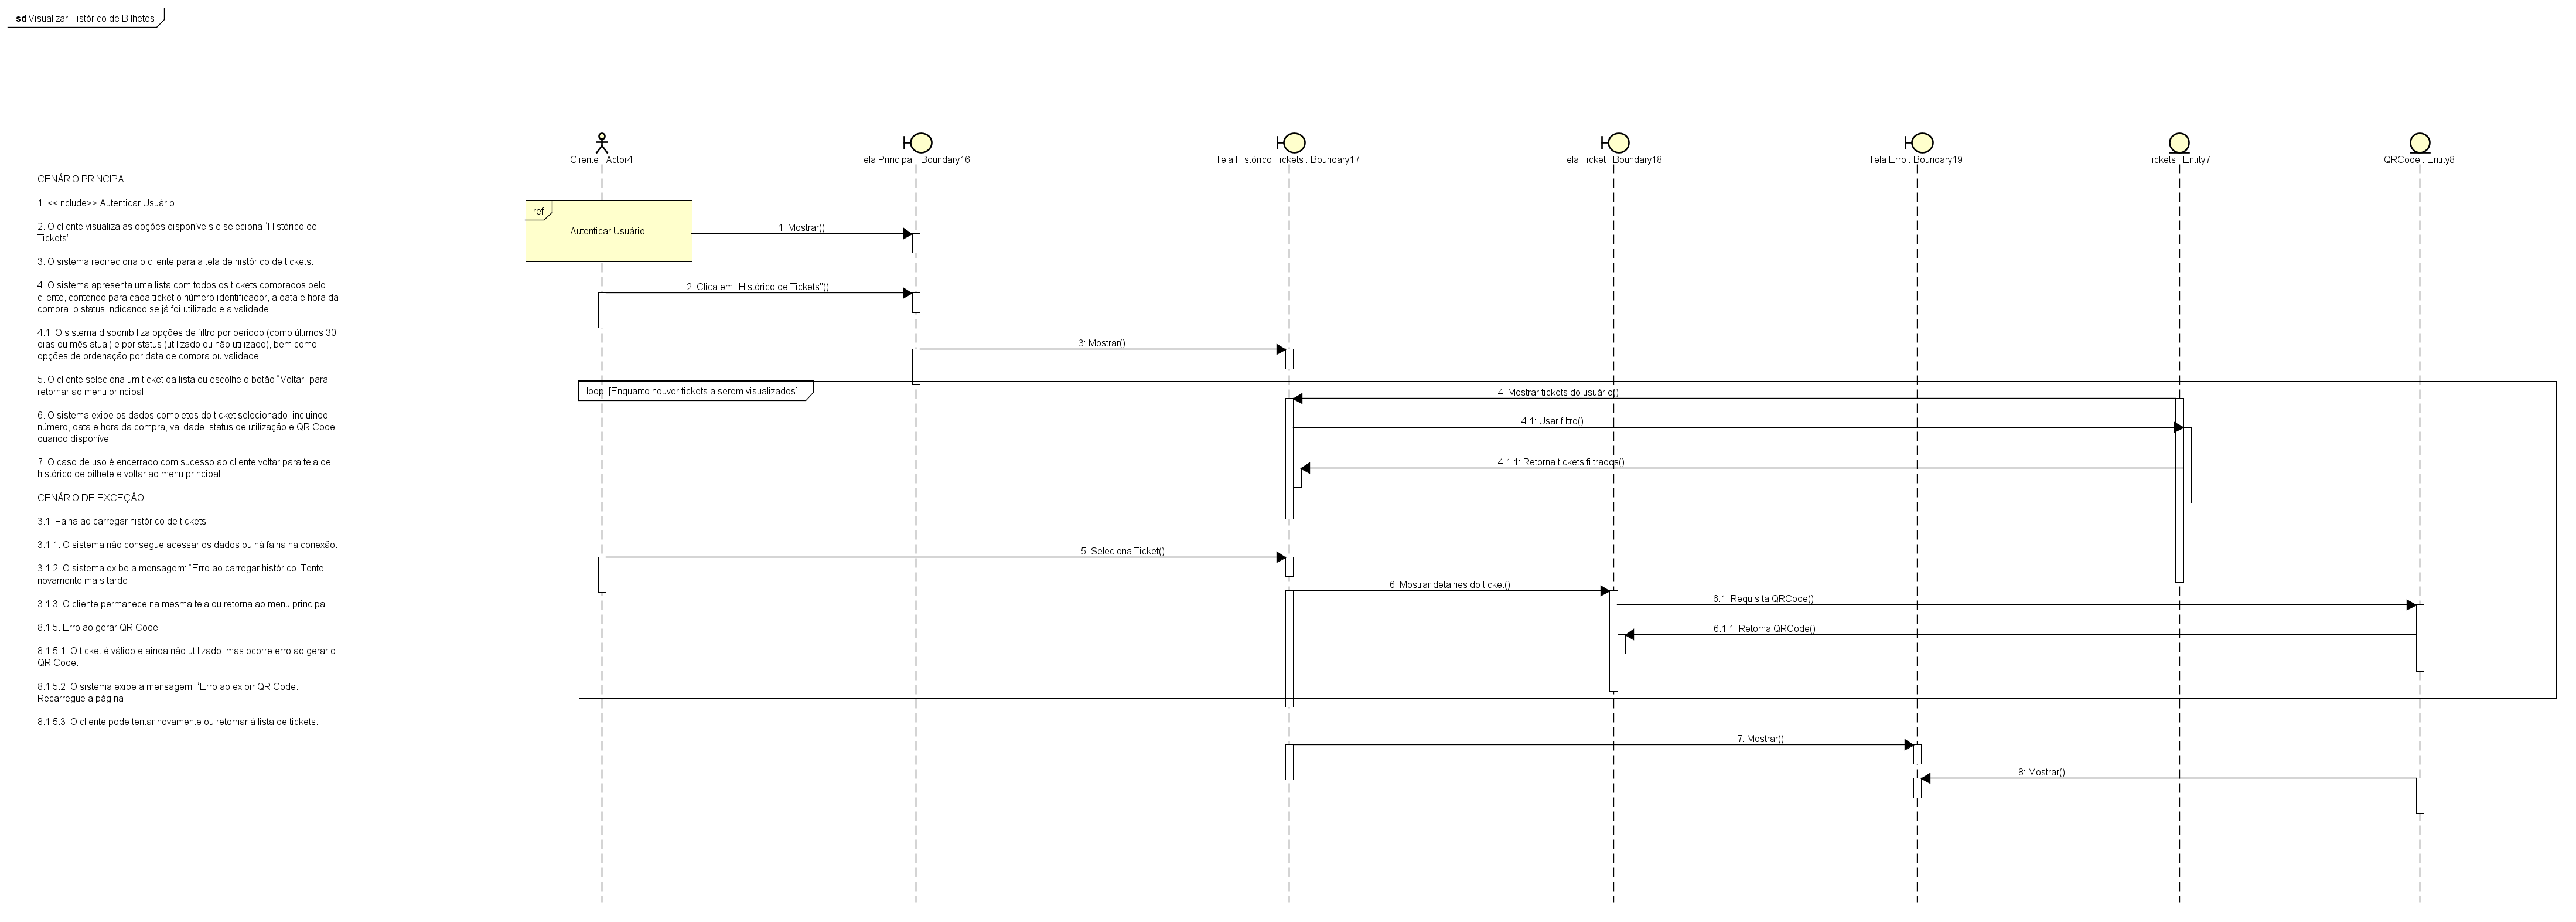 sd Visualizar Histórico de Bilhetes
Cliente : Actor4
Tela Principal : Boundary16
Tela Histórico Tickets : Boundary17
Tela Ticket : Boundary18
Tela Erro : Boundary19
Tickets : Entity7
QRCode : Entity8
CENÁRIO PRINCIPAL
1. <<include>> Autenticar Usuário
2. O cliente visualiza as opções disponíveis e seleciona "Histórico de
Tickets".
3. O sistema redireciona o cliente para a tela de histórico de tickets.
4. O sistema apresenta uma lista com todos os tickets comprados pelo
cliente, contendo para cada ticket o número identificador, a data e hora da
compra, o status indicando se já foi utilizado e a validade.
4.1. O sistema disponibiliza opções de filtro por período (como últimos 30
dias ou mês atual) e por status (utilizado ou não utilizado), bem como
opções de ordenação por data de compra ou validade.
5. O cliente seleciona um ticket da lista ou escolhe o botão "Voltar" para
retornar ao menu principal.
6. O sistema exibe os dados completos do ticket selecionado, incluindo
número, data e hora da compra, validade, status de utilização e QR Code
quando disponível.
7. O caso de uso é encerrado com sucesso ao cliente voltar para tela de
histórico de bilhete e voltar ao menu principal.
CENÁRIO DE EXCEÇÃO
3.1. Falha ao carregar histórico de tickets
3.1.1. O sistema não consegue acessar os dados ou há falha na conexão.
3.1.2. O sistema exibe a mensagem: "Erro ao carregar histórico. Tente
novamente mais tarde."
3.1.3. O cliente permanece na mesma tela ou retorna ao menu principal.
8.1.5. Erro ao gerar QR Code
8.1.5.1. O ticket é válido e ainda não utilizado, mas ocorre erro ao gerar o
QR Code.
8.1.5.2. O sistema exibe a mensagem: "Erro ao exibir QR Code.
Recarregue a página."
8.1.5.3. O cliente pode tentar novamente ou retornar à lista de tickets.
ref
Autenticar Usuário
1: Mostrar()
2: Clica em "Histórico de Tickets"()
3: Mostrar()
loop [Enquanto houver tickets a serem visualizados]
4: Mostrar tickets do usuário()
4.1: Usar filtro()
4.1.1: Retorna tickets filtrados()
5: Seleciona Ticket()
6: Mostrar detalhes do ticket()
6.1: Requisita QRCode()
6.1.1: Retorna QRCode()
7: Mostrar()
8: Mostrar()